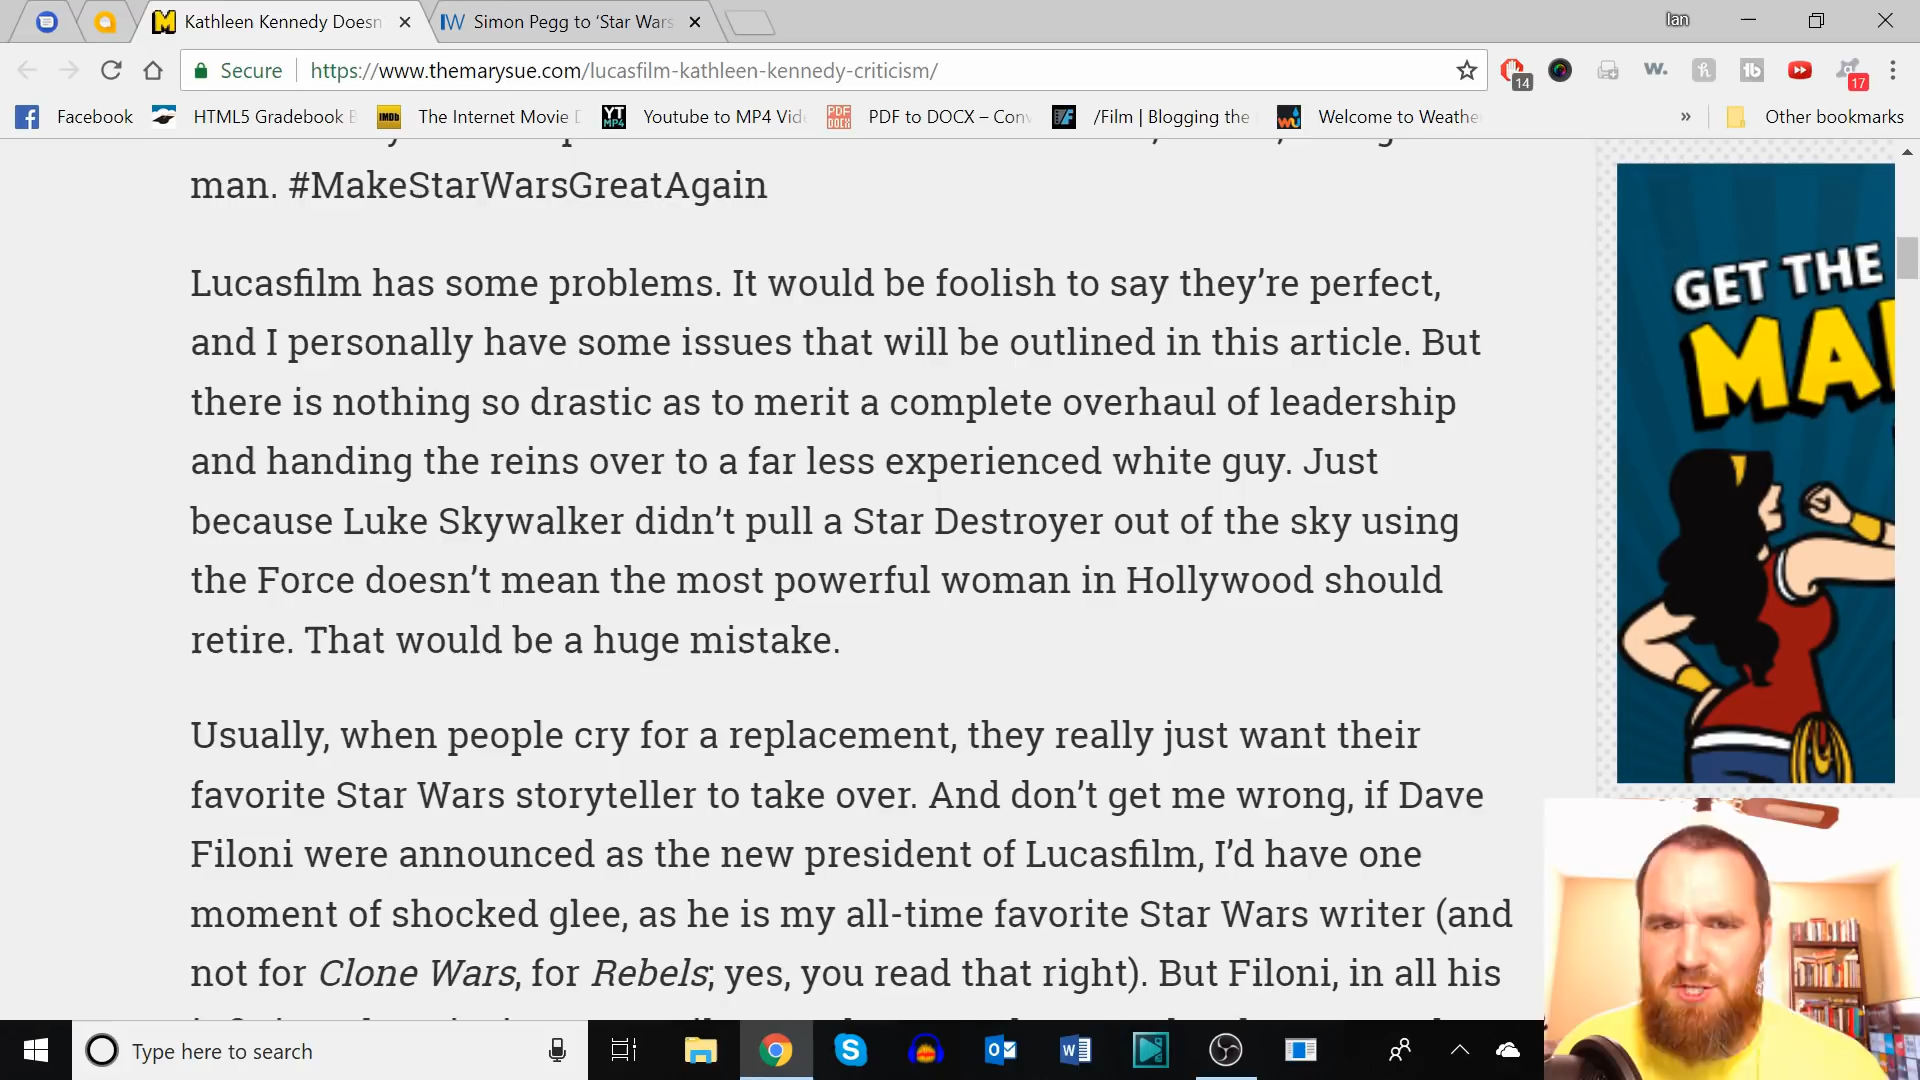 Kathleen Kennedy Doesn
Simon Pegg to 'Star Wars
Ian
Secure
https://www.themarysue.com/lucasfilm-kathleen-kennedy-criticism/
14
W.
17
Facebook
HTML5 Gradebook
IMDb
The Internet Movie
YT MP4
Youtube to MP4 Vid
PDF DOCX
PDF to DOCX – Con
/Film | Blogging the
Welcome to Weathe
»
Other bookmarks
man. #MakeStarWarsGreatAgain
Lucasfilm has some problems. It would be foolish to say they're perfect,
and I personally have some issues that will be outlined in this article. But
there is nothing so drastic as to merit a complete overhaul of leadership
and handing the reins over to a far less experienced white guy. Just
because Luke Skywalker didn't pull a Star Destroyer out of the sky using
the Force doesn't mean the most powerful woman in Hollywood should
retire. That would be a huge mistake.
Usually, when people cry for a replacement, they really just want their
favorite Star Wars storyteller to take over. And don't get me wrong, if Dave
Filoni were announced as the new president of Lucasfilm, I'd have one
moment of shocked glee, as he is my all-time favorite Star Wars writer (and
not for Clone Wars, for Rebels; yes, you read that right). But Filoni, in all his
GET THE
MA
Type here to search